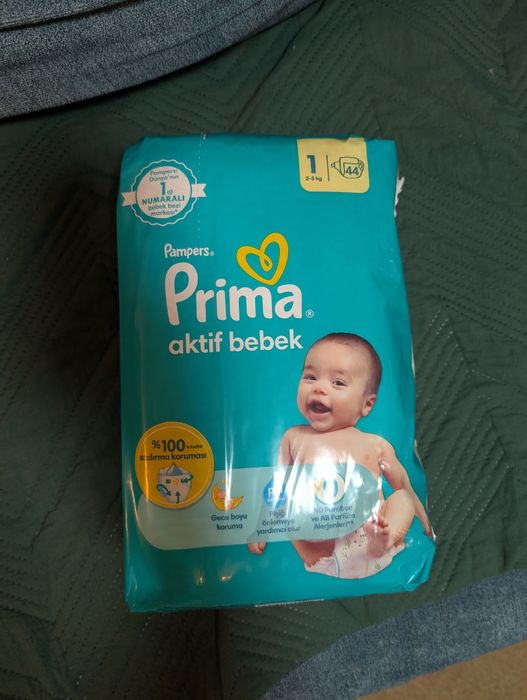 Pampers:
Dünya'nın
1 #
NUMARALI
bebek bezi
markası*
1
2-5 kg
44
Pampers®
Prima®
aktif bebek
%100'e kadar
sızdırma koruması
Gece boyu
koruma
Pişiği
önlemeye
yardımcı olur
%0 Paraben
ve AB Parfüm
Alerjenleri**